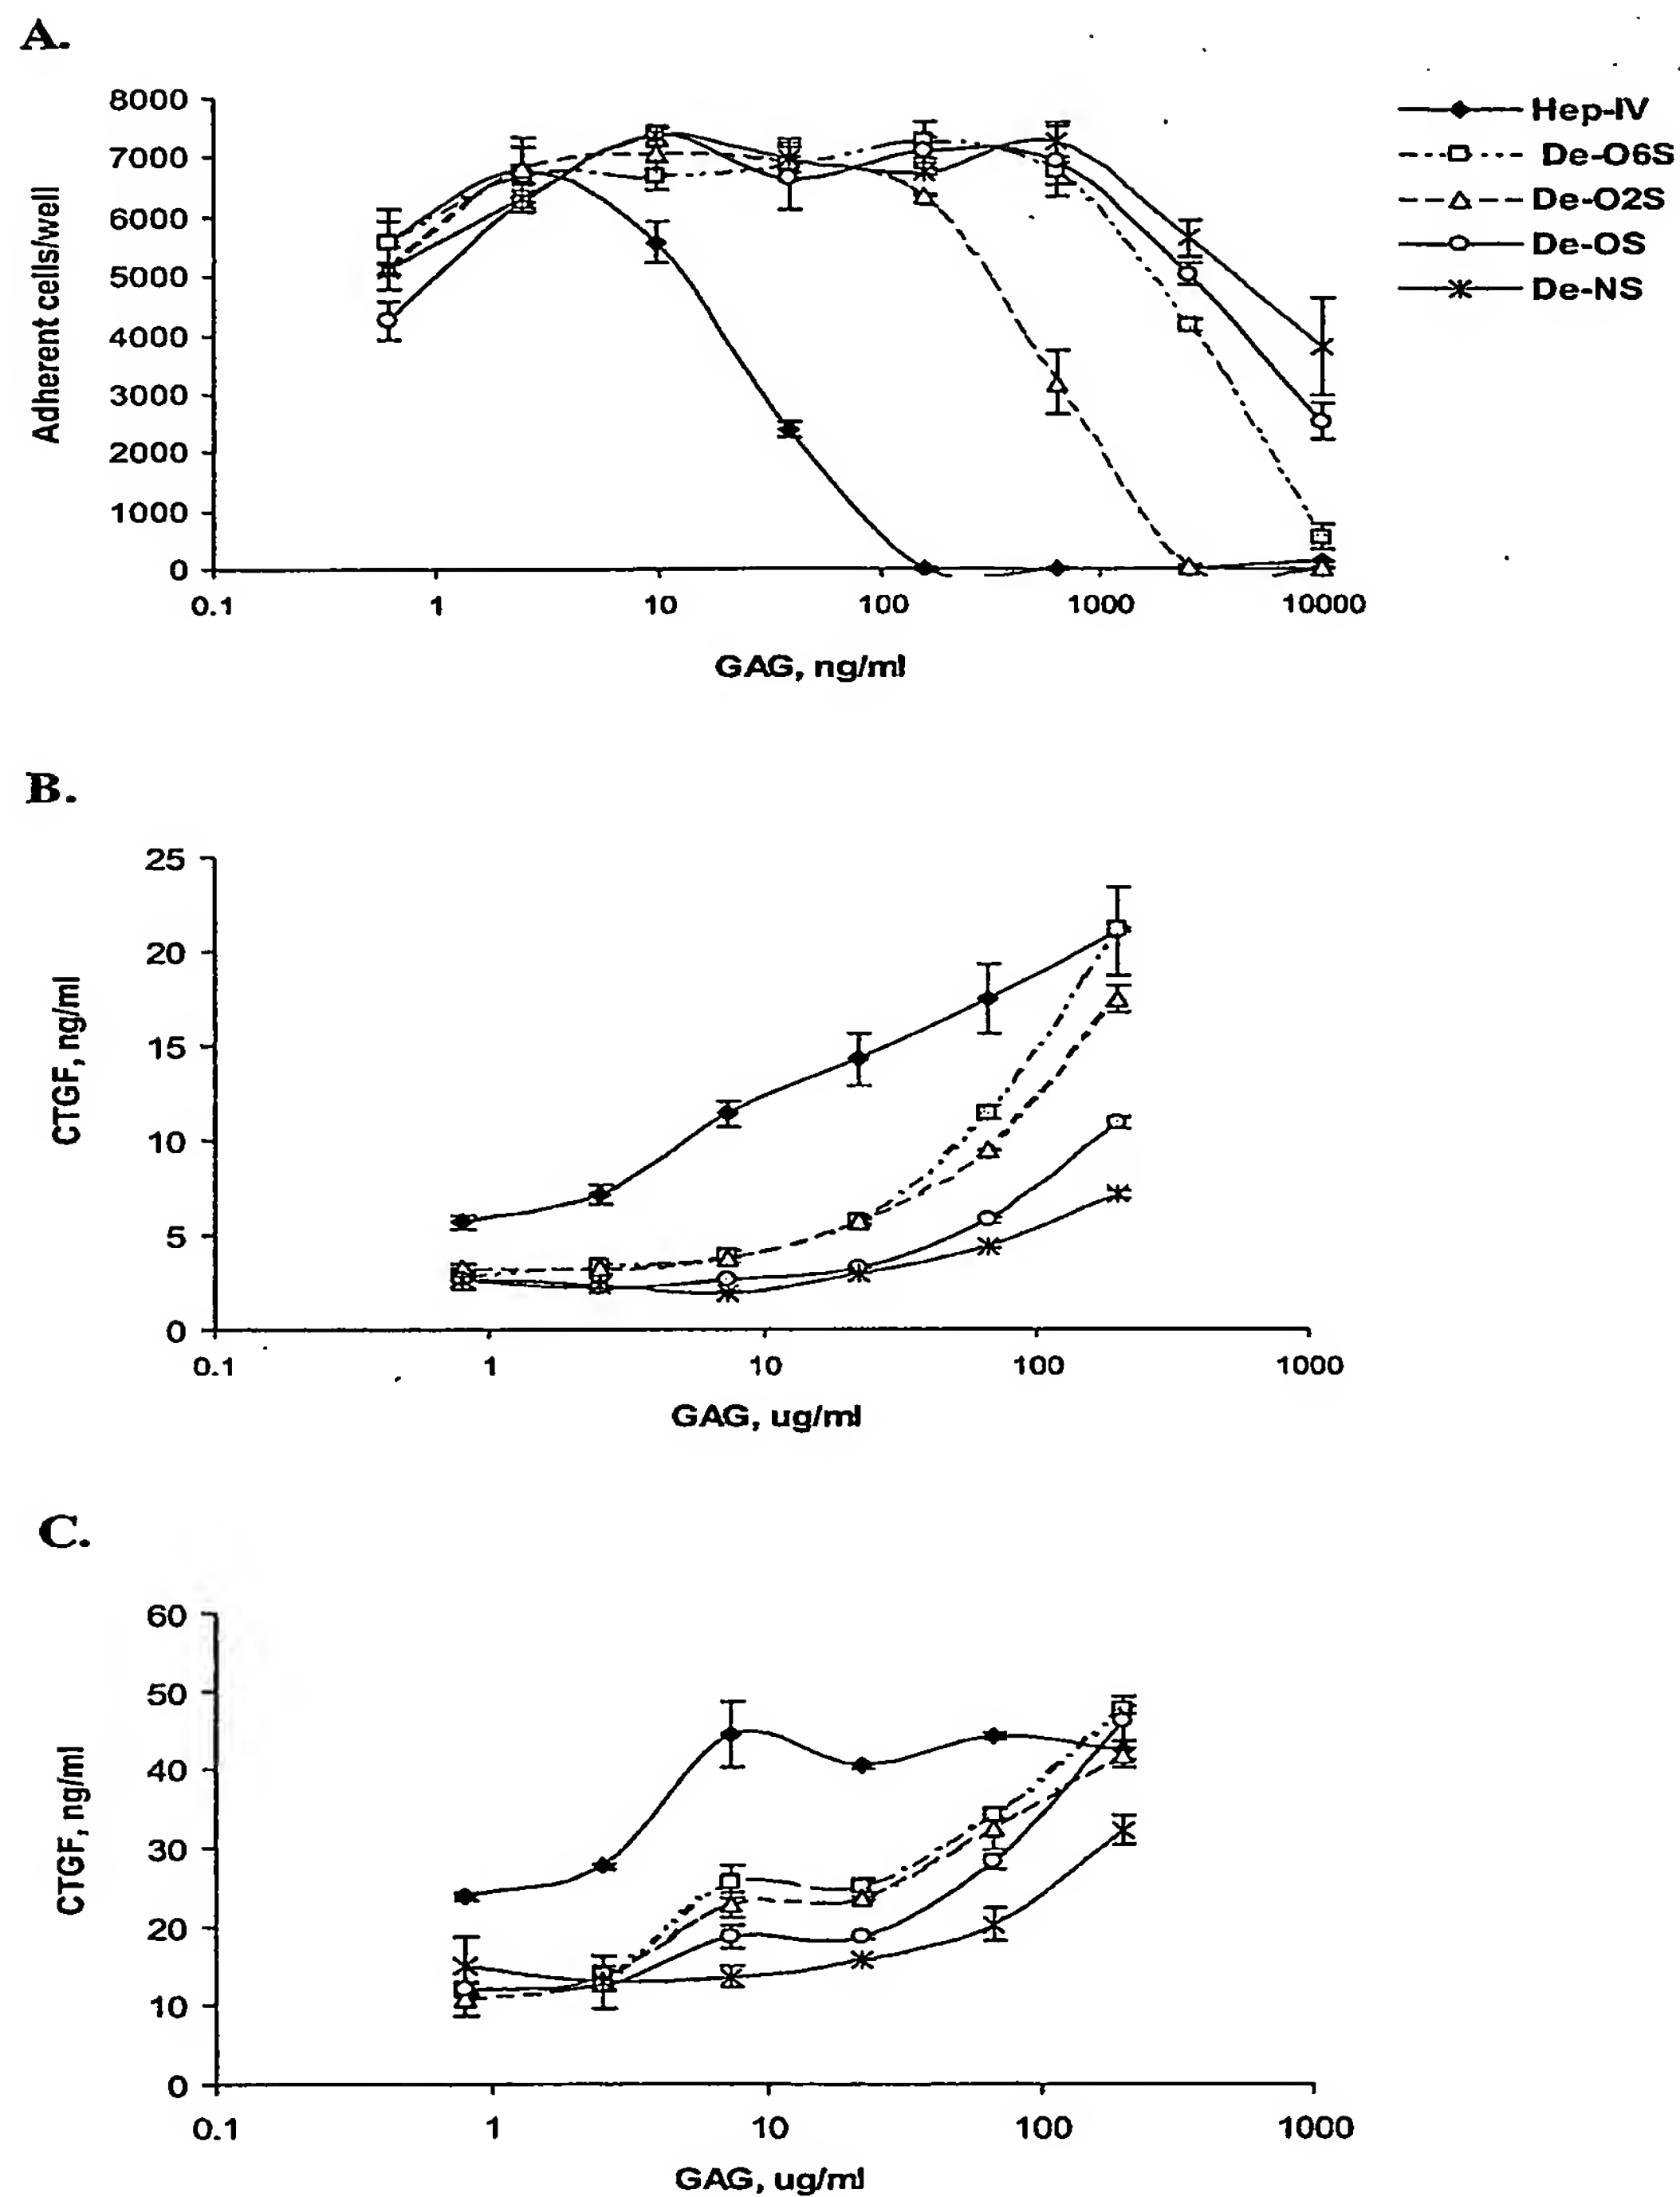 A.
Adherent cells/well
8000
7000
6000
5000
4000
3000
2000
1000
0
0.1 1 10 100 1000 10000
GAG, ng/ml
Hep-IV
De-O6S
De-O2S
De-OS
De-NS
B.
CTGF, ng/ml
25
20
15
10
5
0
0.1 1 10 100 1000
GAG, ug/ml
C.
CTGF, ng/ml
60
50
40
30
20
10
0
0.1 1 10 100 1000
GAG, ug/ml